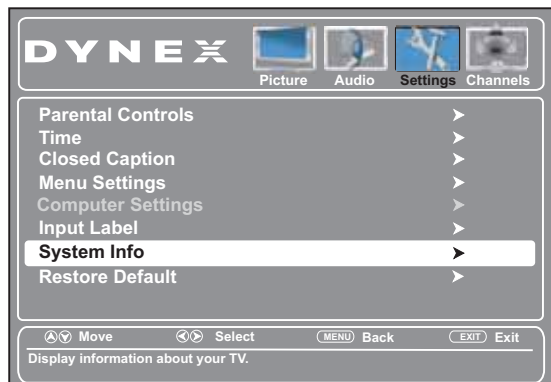 DYNEX
Picture Audio Settings Channels
Parental Controls
Time
Closed Caption
Menu Settings
Computer Settings
Input Label
System Info
Restore Default
Move Select MENU Back EXIT Exit
Display information about your TV.